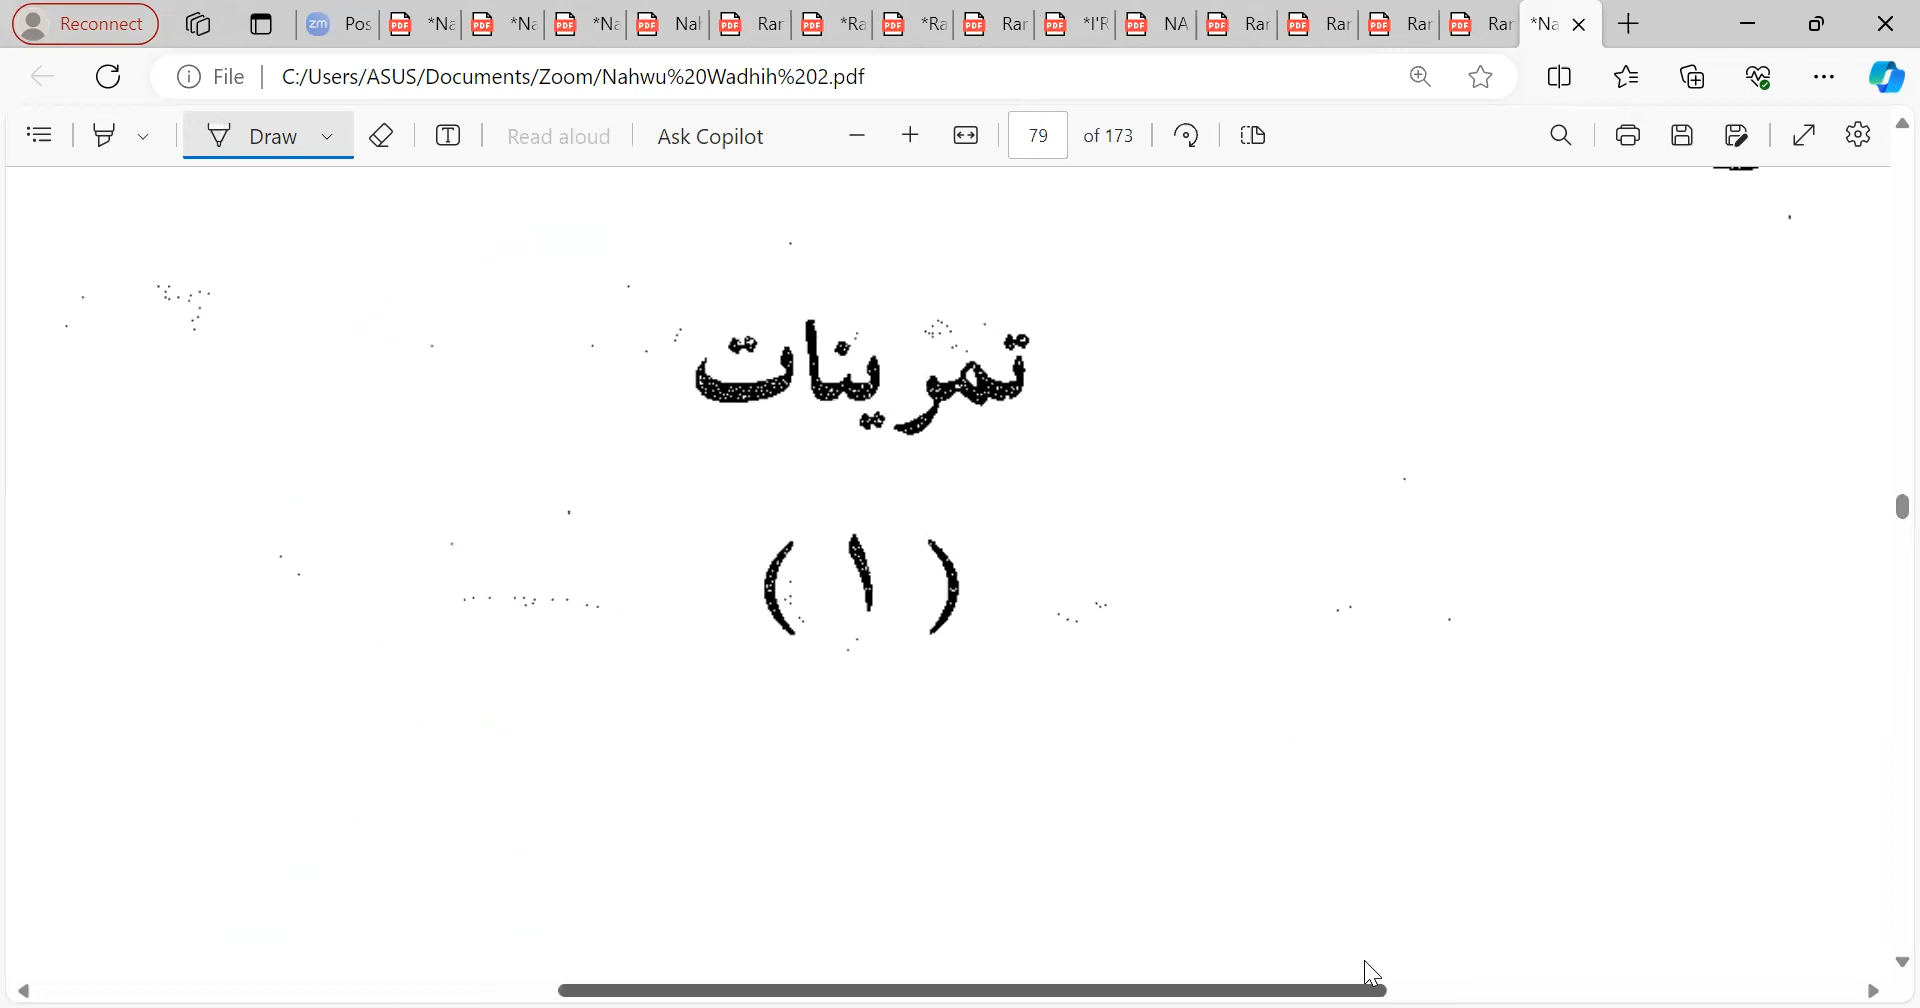 Reconnect
Pos
*Na
*Na
*Na
Nal
Rar
*Ra
*Ra
Rar
*I'R
NA
Rar
Rar
Rar
Rar
*Na
File
C:/Users/ASUS/Documents/Zoom/Nahwu%20Wadhih%202.pdf
Draw
Read aloud
Ask Copilot
79
of 173
تمرينات
( ١ )